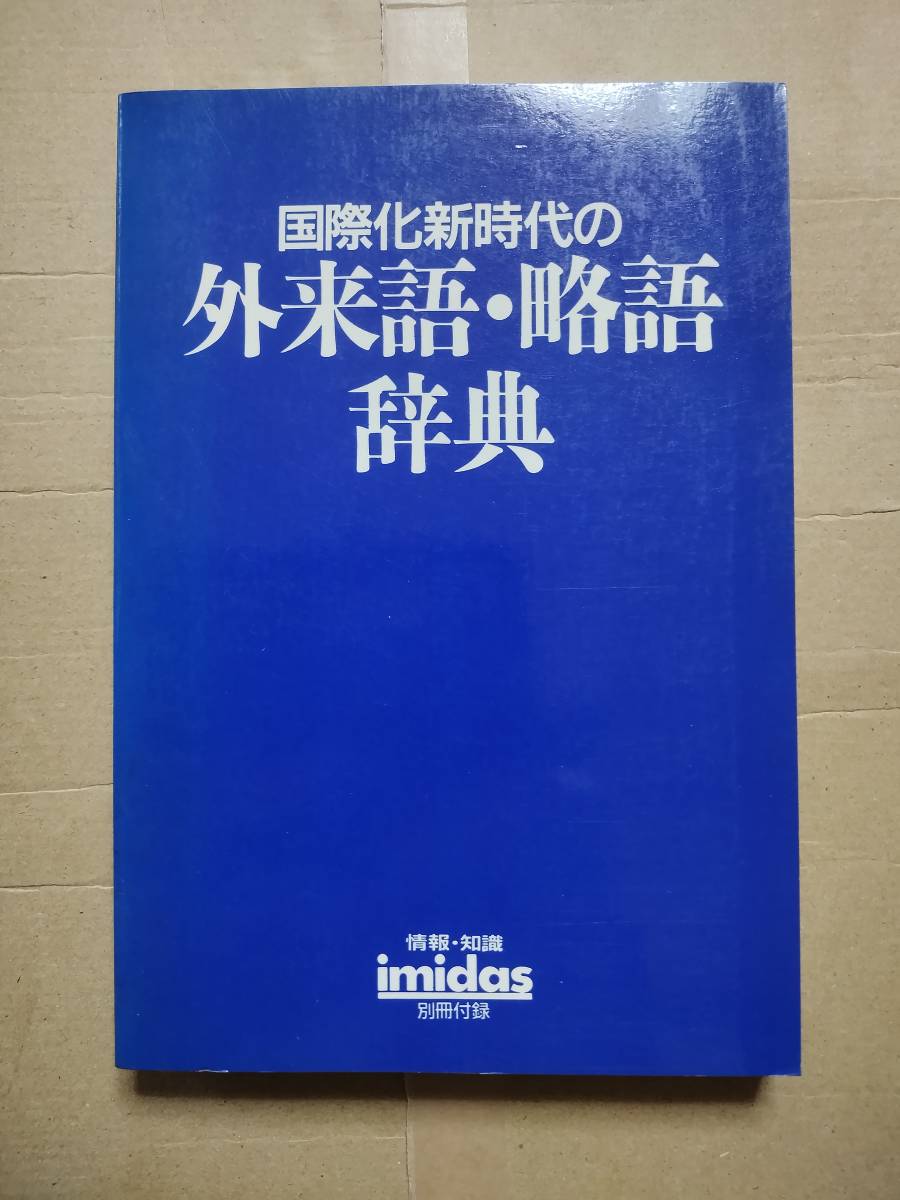 国際化新時代の
外来語・略語
辞典
情報・知識
imidas
別冊付録